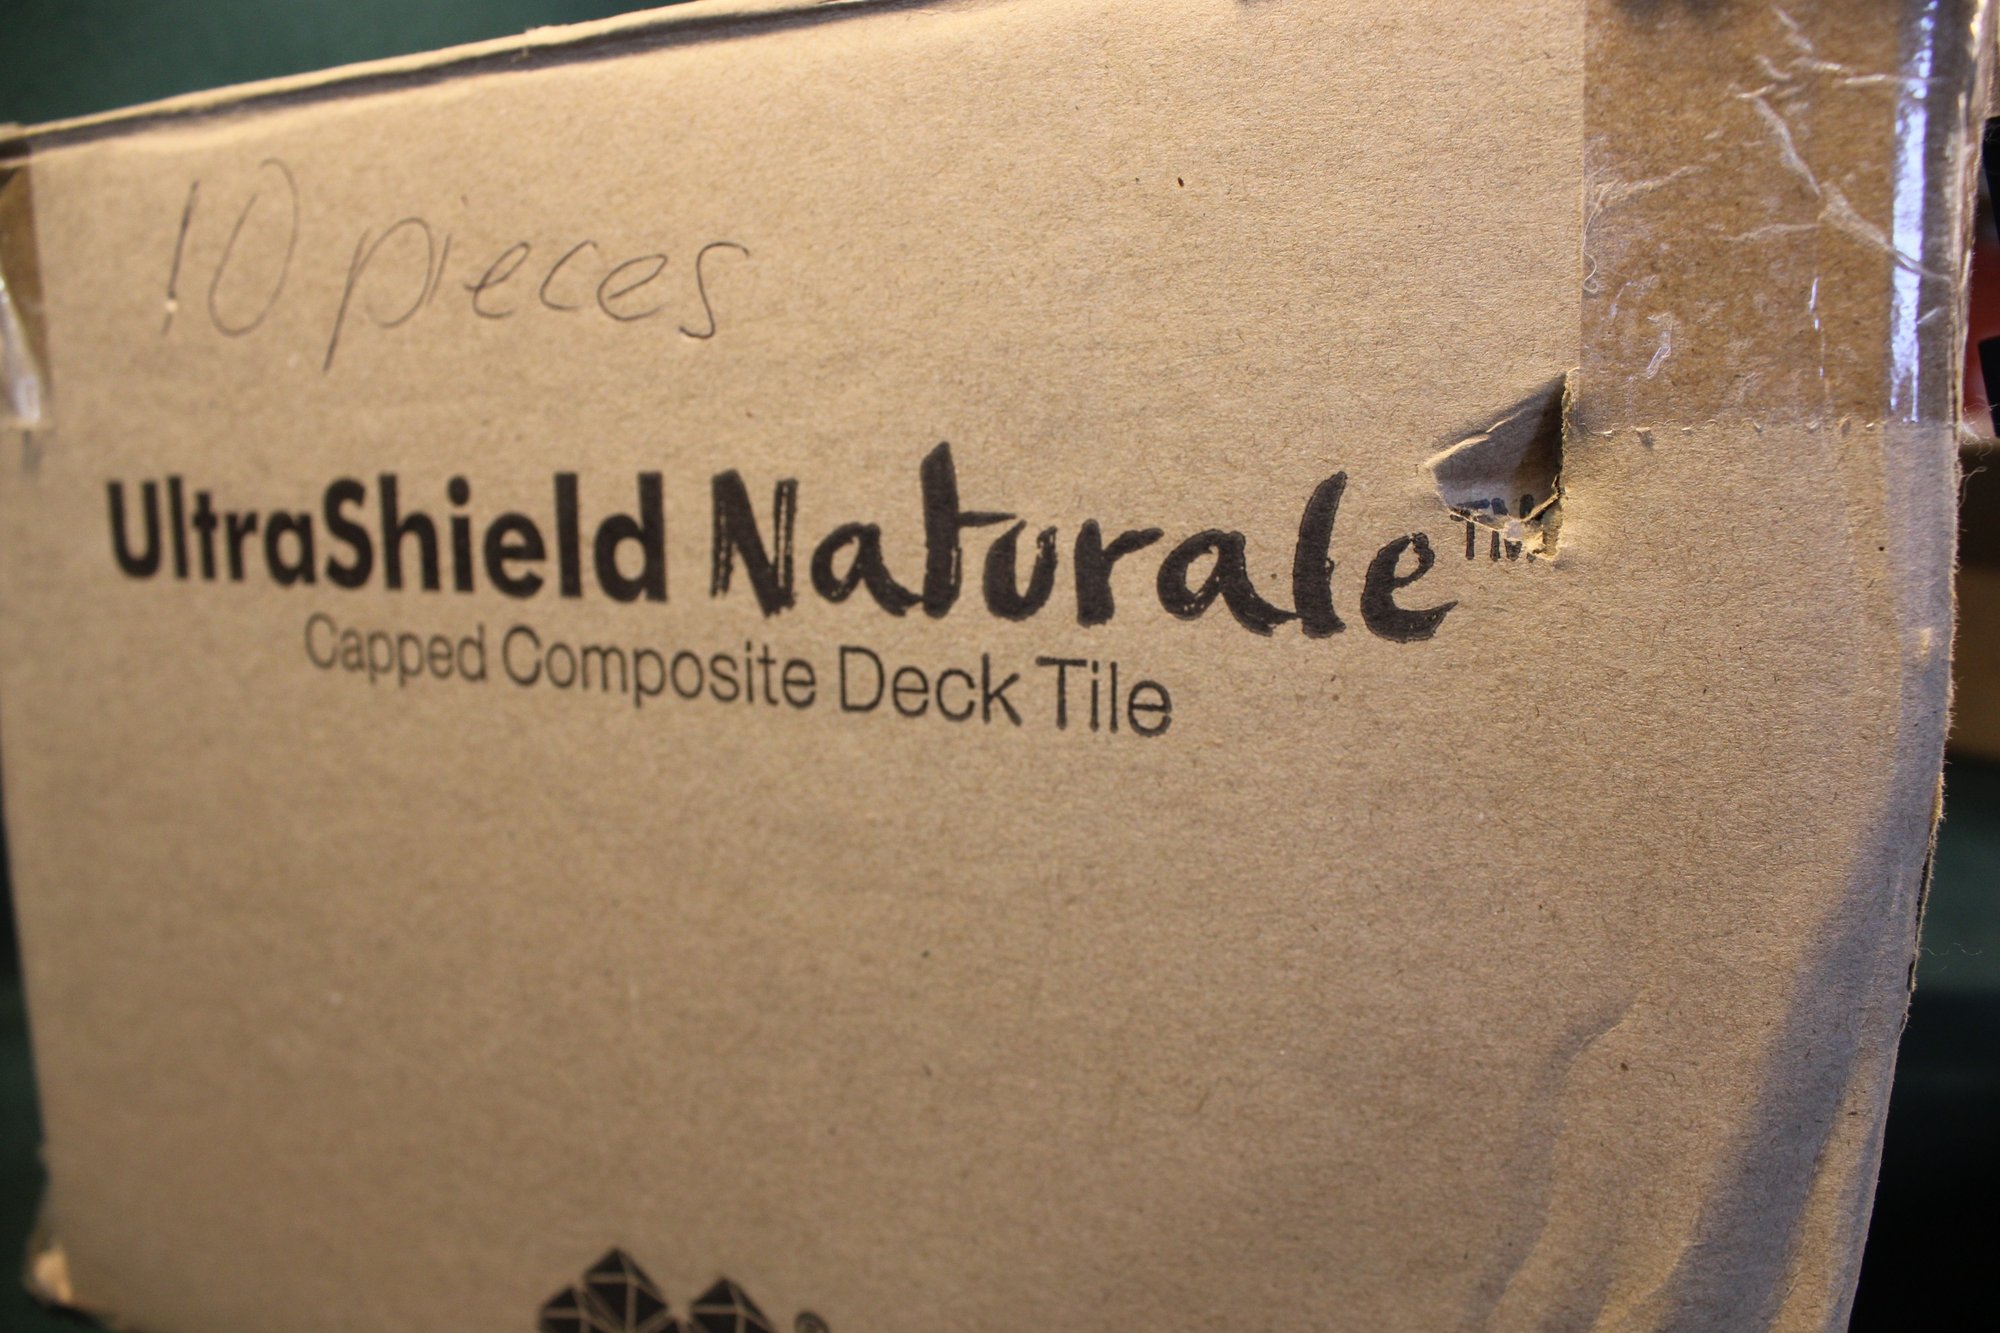 10 pieces
UltraShield Naturale™
Capped Composite Deck Tile
®